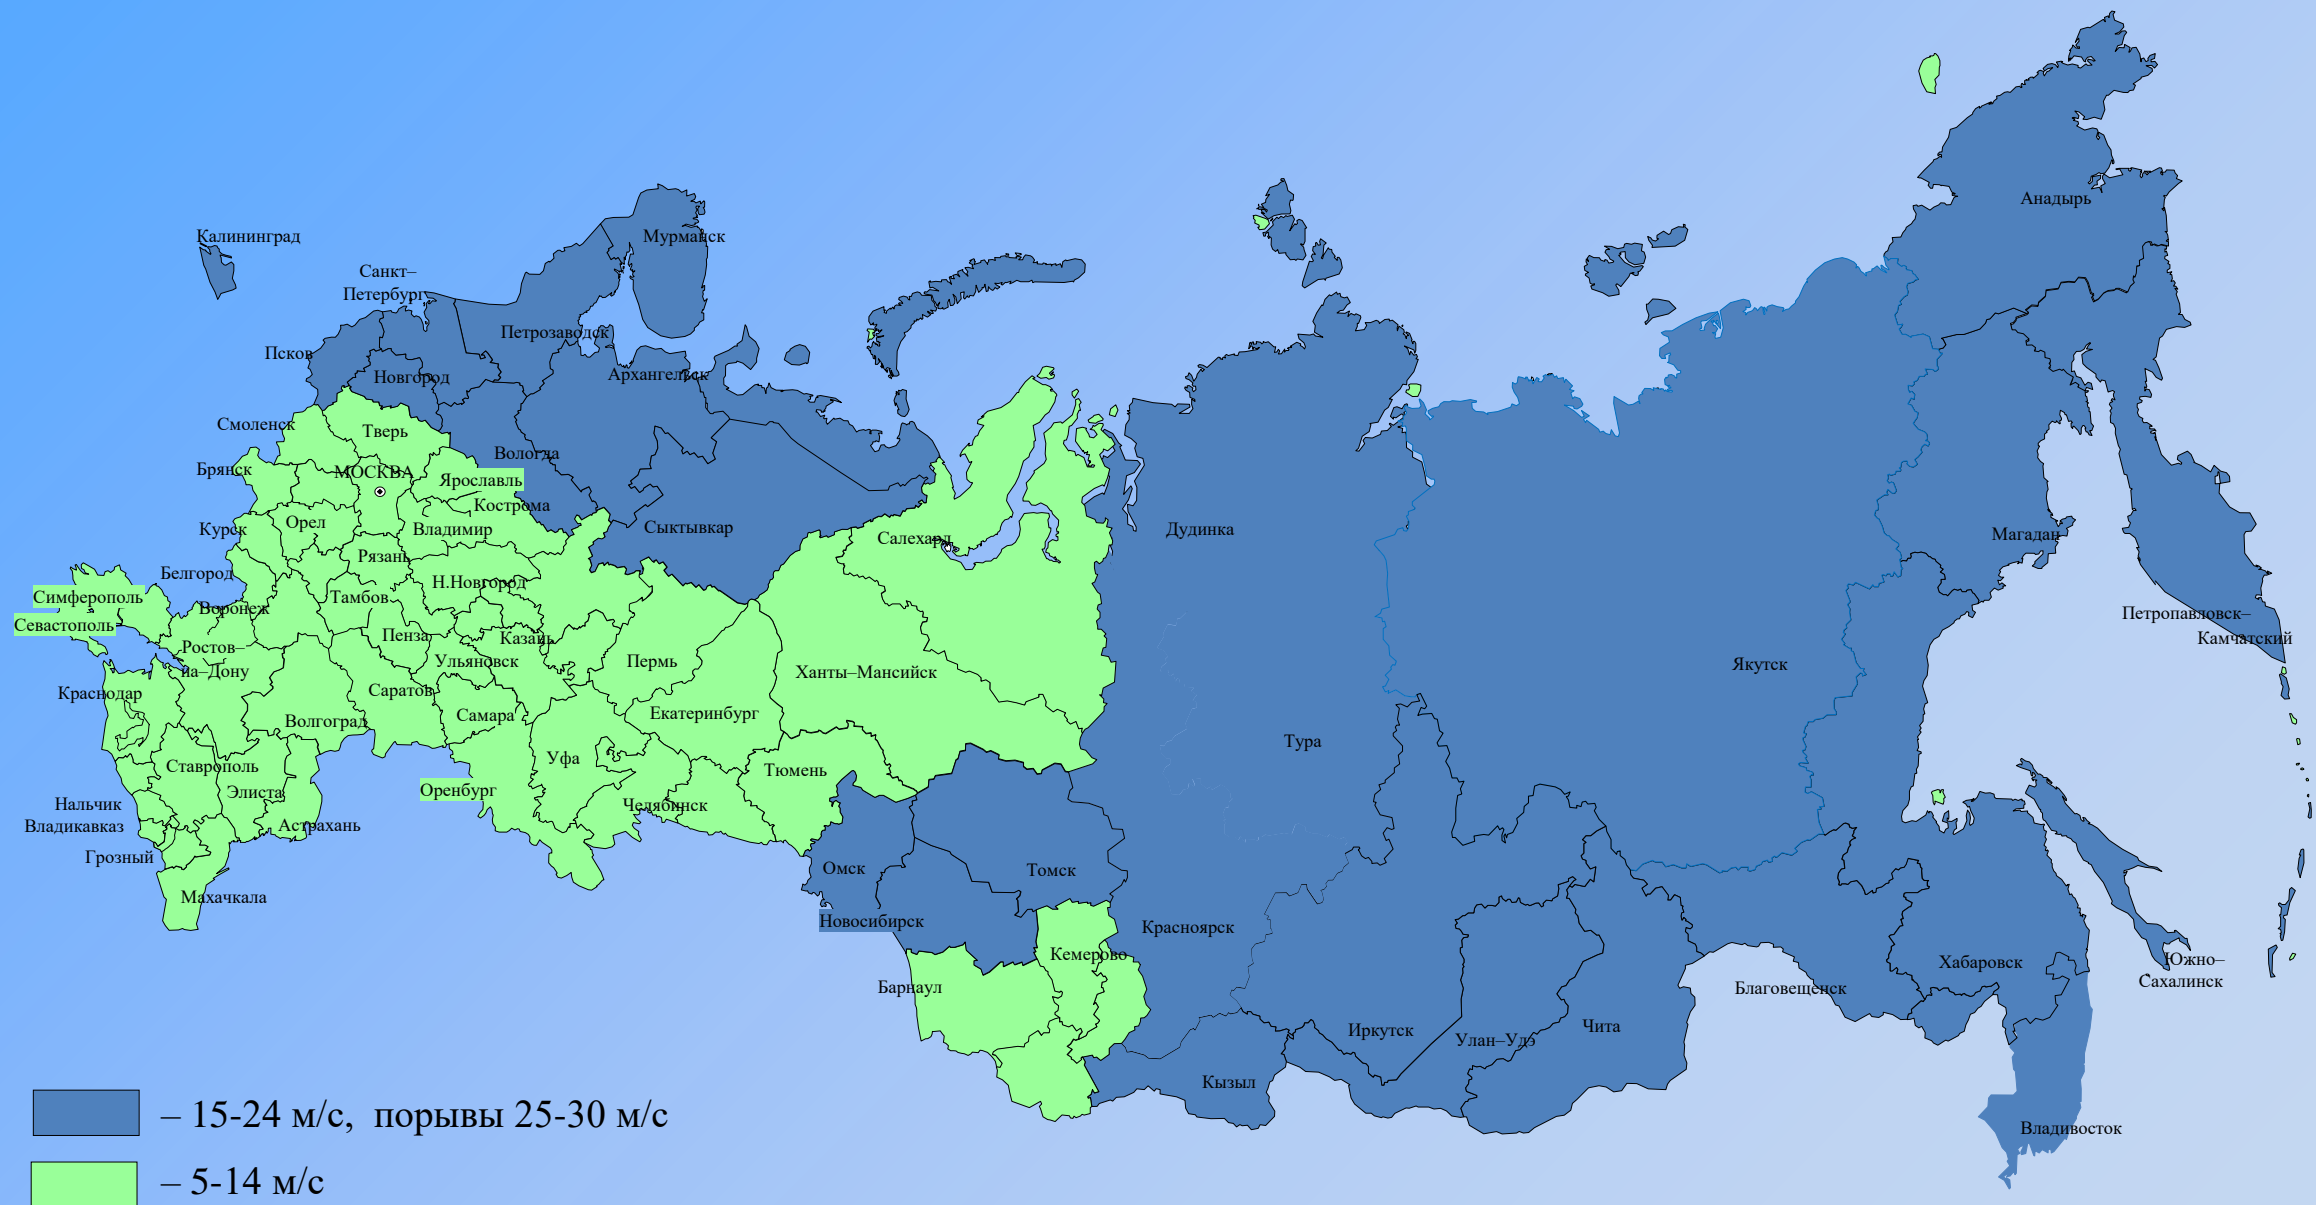 Анадырь
Калининград
Мурманск
Санкт–
Петербург
Петрозаводск
Псков
Архангельск
Новгород
Смоленск
Тверь
Вологда
Брянск
МОСКВА
Ярославль
Кострома
Курск
Орел
Владимир
Сыктывкар
Салехард
Дудинка
Магадан
Рязань
Белгород
Н.Новгород
Симферополь
Тамбов
Воронеж
Севастополь
Пенза
Казань
Петропавловск–
Камчатский
Ростов–
на–Дону
Ульяновск
Пермь
Ханты–Мансийск
Якутск
Краснодар
Саратов
Самара
Екатеринбург
Волгоград
Тура
Уфа
Ставрополь
Тюмень
Элиста
Оренбург
Челябинск
Нальчик
Владикавказ
Астрахань
Грозный
Омск
Томск
Махачкала
Новосибирск
Красноярск
Кемерово
Хабаровск
Южно–
Сахалинск
Барнаул
Благовещенск
Иркутск
Улан–Удэ
Чита
Кызыл
Владивосток
– 15-24 м/с, порывы 25-30 м/с
– 5-14 м/с